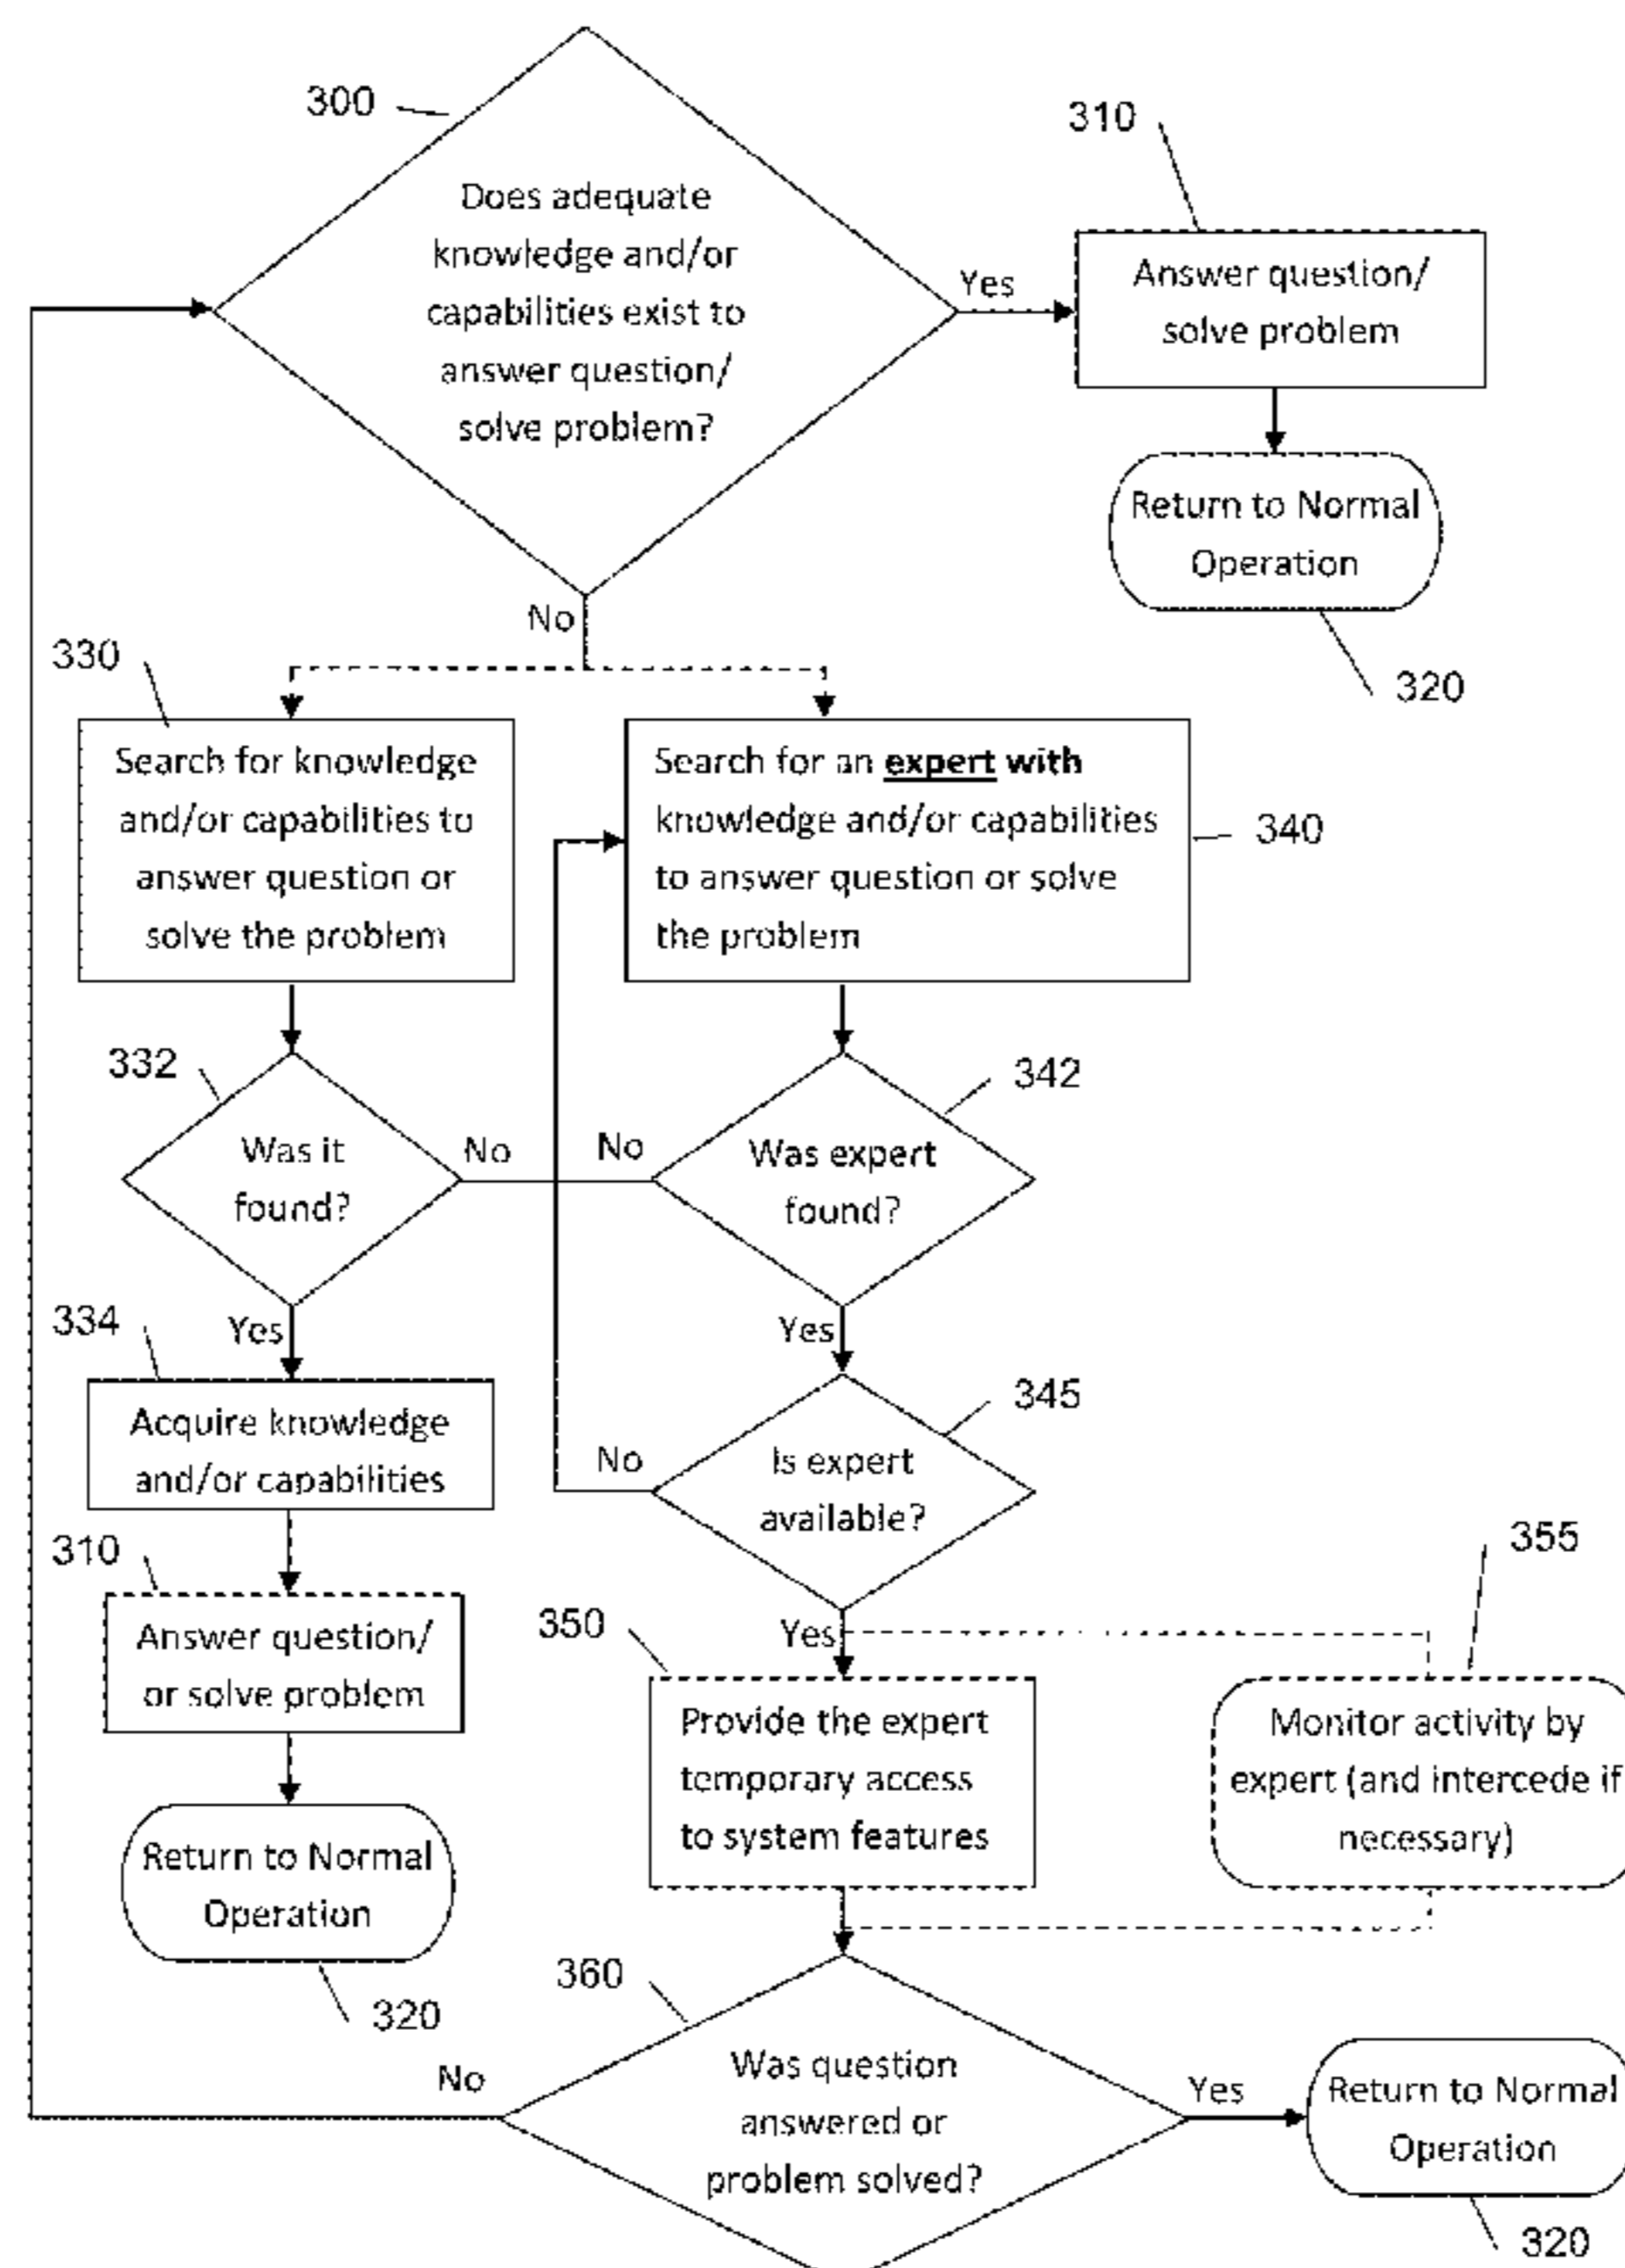 300
Does adequate
knowledge and/or
capabilities exist to
answer question/
solve problem?
Yes
310
Answer question/
solve problem
Return to Normal
Operation
320
No
330
Search for knowledge
and/or capabilities to
answer question or
solve the problem
Search for an expert with
knowledge and/or capabilities
to answer question or solve
the problem
340
332
Was it
found?
No
No
342
Was expert
found?
Yes
334
Acquire knowledge
and/or capabilities
Yes
345
No
Is expert
available?
310
Answer question/
or solve problem
Return to Normal
Operation
320
Yes
350
Provide the expert
temporary access
to system features
355
Monitor activity by
expert (and intercede if
necessary)
360
No
Was question
answered or
problem solved?
Yes
Return to Normal
Operation
320